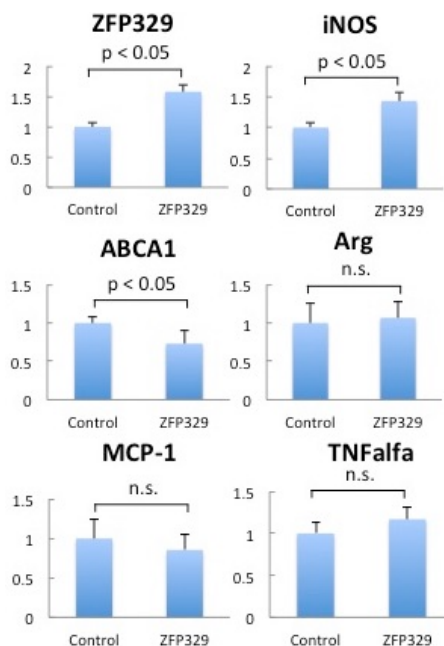 ZFP329
p < 0.05
2
1.5
1
0.5
0
Control ZFP329
iNOS
p < 0.05
2
1.5
1
0.5
0
Control ZFP329
ABCA1
p < 0.05
1.5
1
0.5
0
Control ZFP329
Arg
n.s.
1.5
1
0.5
0
Control ZFP329
MCP-1
n.s.
1.5
1
0.5
0
Control ZFP329
TNFalfa
n.s.
1.5
1
0.5
0
Control ZFP329